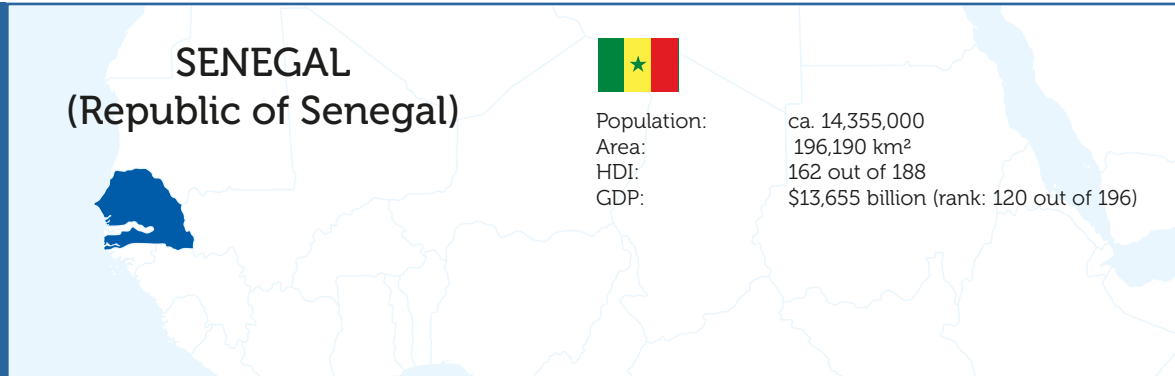 SENEGAL
(Republic of Senegal)
Population: ca. 14,355,000
Area: 196,190 km²
HDI: 162 out of 188
GDP: $13,655 billion (rank: 120 out of 196)